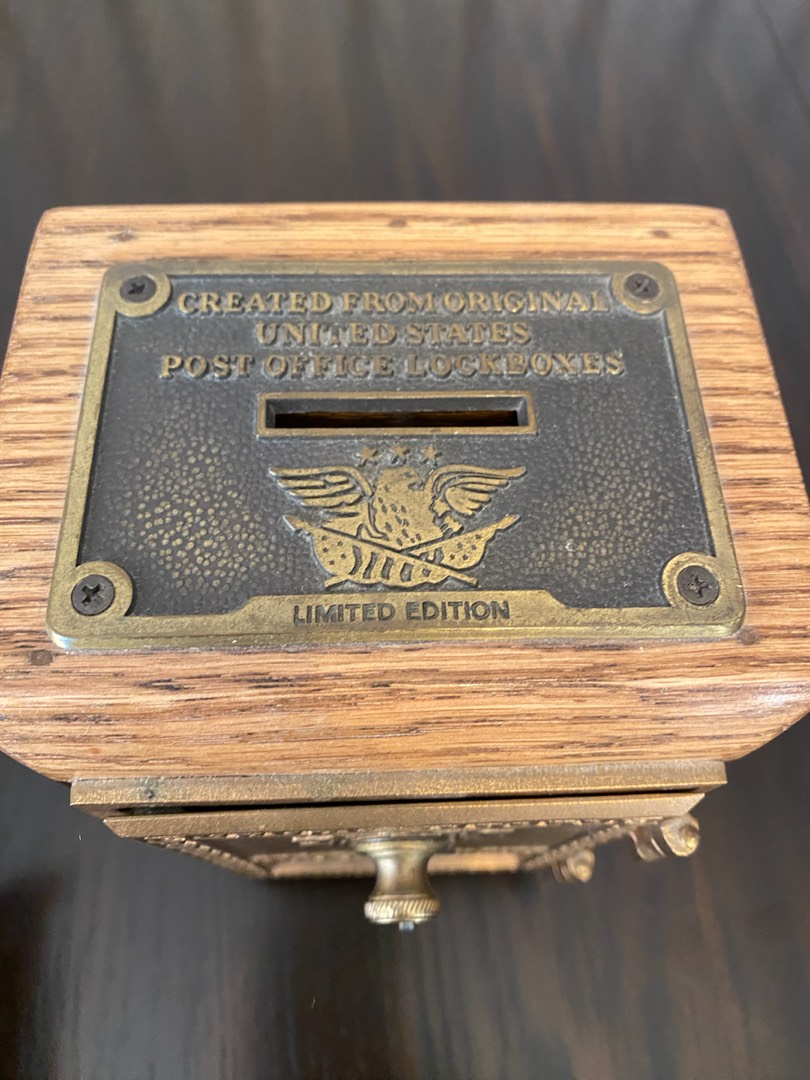 CREATED FROM ORIGINAL
UNITED STATES
POST OFFICE LOCKBOXES
LIMITED EDITION